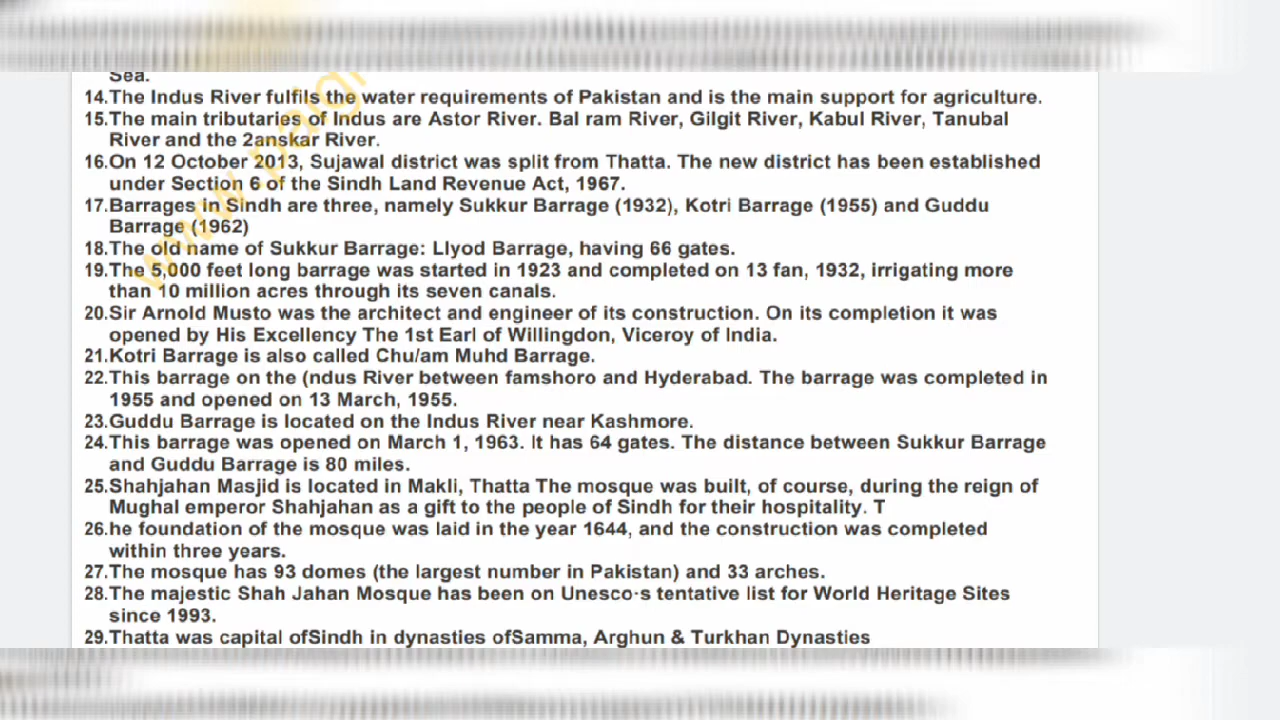 Sea.
14.The Indus River fulfils the water requirements of Pakistan and is the main support for agriculture.
15.The main tributaries of Indus are Astor River. Bal ram River, Gilgit River, Kabul River, Tanubal
River and the 2anskar River.
16.On 12 October 2013, Sujawal district was split from Thatta. The new district has been established
under Section 6 of the Sindh Land Revenue Act, 1967.
17.Barrages in Sindh are three, namely Sukkur Barrage (1932), Kotri Barrage (1955) and Guddu
Barrage (1962)
18.The old name of Sukkur Barrage: Llyod Barrage, having 66 gates.
19.The 5,000 feet long barrage was started in 1923 and completed on 13 fan, 1932, irrigating more
than 10 million acres through its seven canals.
20.Sir Arnold Musto was the architect and engineer of its construction. On its completion it was
opened by His Excellency The 1st Earl of Willingdon, Viceroy of India.
21.Kotri Barrage is also called Chu/am Muhd Barrage.
22.This barrage on the (ndus River between famshoro and Hyderabad. The barrage was completed in
1955 and opened on 13 March, 1955.
23.Guddu Barrage is located on the Indus River near Kashmore.
24.This barrage was opened on March 1, 1963. It has 64 gates. The distance between Sukkur Barrage
and Guddu Barrage is 80 miles.
25.Shahjahan Masjid is located in Makli, Thatta The mosque was built, of course, during the reign of
Mughal emperor Shahjahan as a gift to the people of Sindh for their hospitality. T
26.he foundation of the mosque was laid in the year 1644, and the construction was completed
within three years.
27.The mosque has 93 domes (the largest number in Pakistan) and 33 arches.
28.The majestic Shah Jahan Mosque has been on Unesco·s tentative list for World Heritage Sites
since 1993.
29.Thatta was capital ofSindh in dynasties ofSamma, Arghun & Turkhan Dynasties